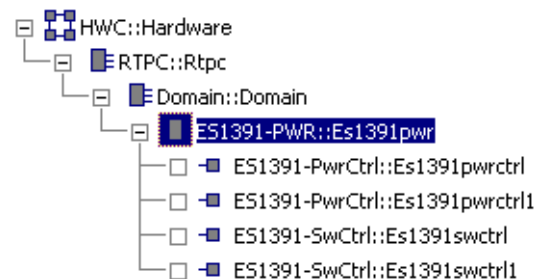 HWC::Hardware
RTPC::Rtpc
Domain::Domain
ES1391-PWR::Es1391pwr
ES1391-PwrCtrl::Es1391pwrctrl
ES1391-PwrCtrl::Es1391pwrctrl1
ES1391-SwCtrl::Es1391swctrl
ES1391-SwCtrl::Es1391swctrl1